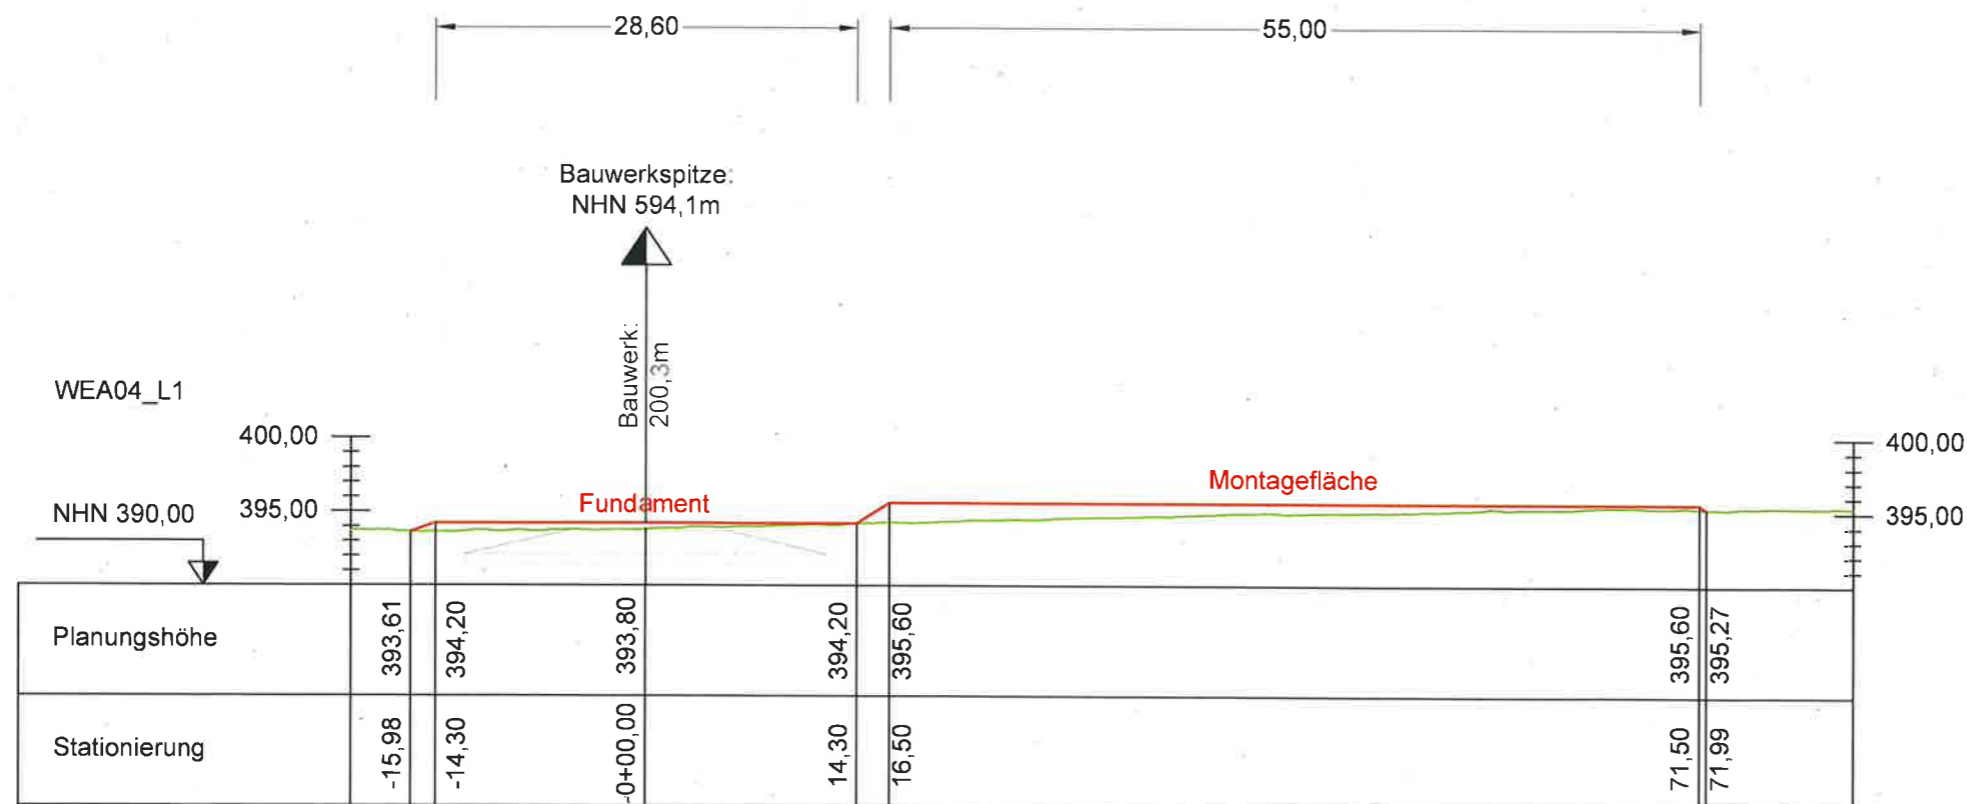 28,60
55,00
Bauwerkspitze:
NHN 594,1m
Bauwerk:
200,3m
WEA04_L1
400,00
400,00
Montagefläche
Fundament
NHN 390,00
395,00
395,00
Planungshöhe
393,61
394,20
393,80
394,20
395,60
395,60
395,27
Stationierung
-15,98
-14,30
-0+00,00
14,30
16,50
71,50
71,99